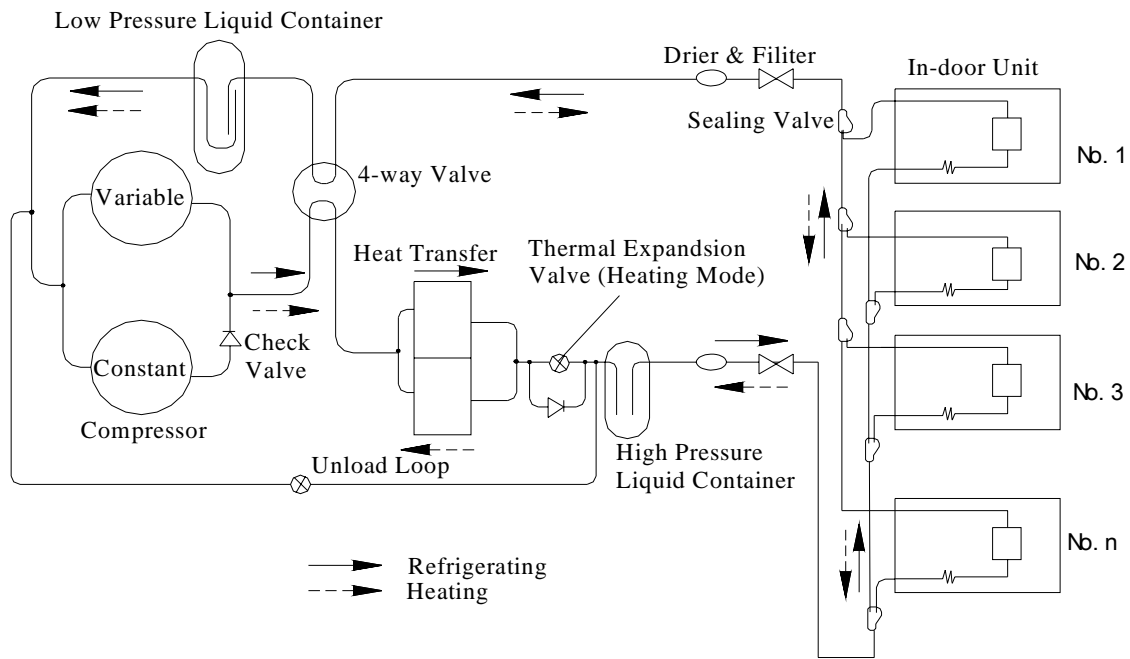 Low Pressure Liquid Container
Drier & Filiter
In-door Unit
Sealing Valve
No. 1
4-way Valve
Variable
Heat Transfer
Thermal Expandsion
Valve (Heating Mode)
No. 2
Check
Valve
Constant
No. 3
Compressor
Unload Loop
High Pressure
Liquid Container
No. n
Refrigerating
Heating